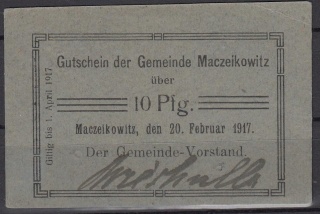 Gutschein der Gemeinde Maczeikowitz
über
10 Pfg.
Maczeikowitz, den 20. Februar 1917.
Der Gemeinde-Vorstand.
Gültig bis 1. April 1917.